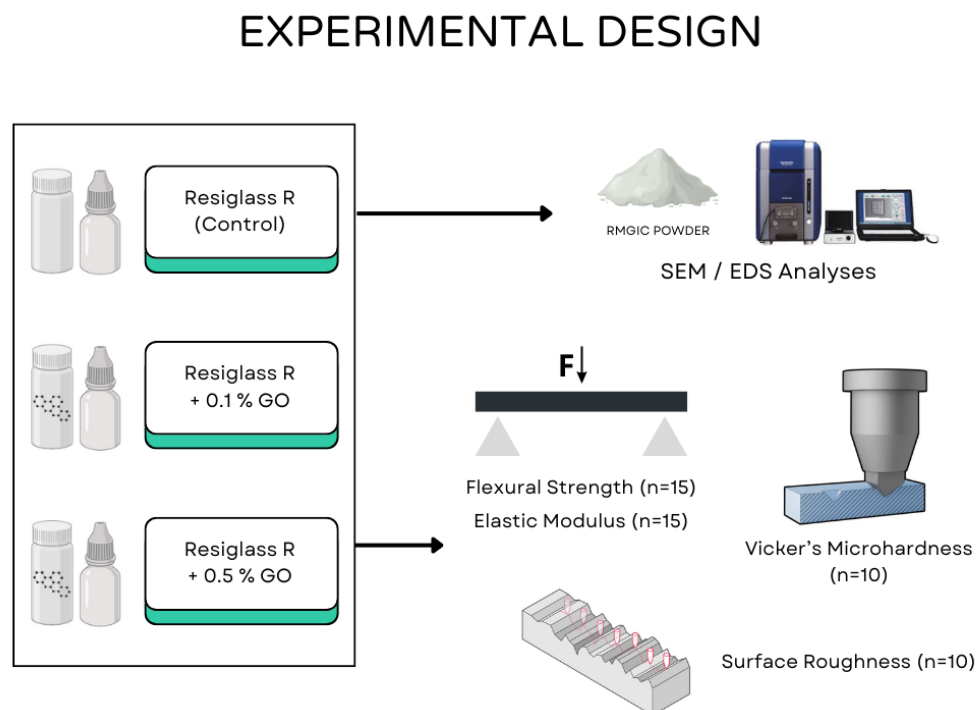 EXPERIMENTAL DESIGN
Resiglass R
(Control)
RMGIC POWDER
SEM / EDS Analyses
Resiglass R
+ 0.1 % GO
F
Flexural Strength (n=15)
Elastic Modulus (n=15)
Resiglass R
+ 0.5 % GO
Vicker's Microhardness
(n=10)
Surface Roughness (n=10)